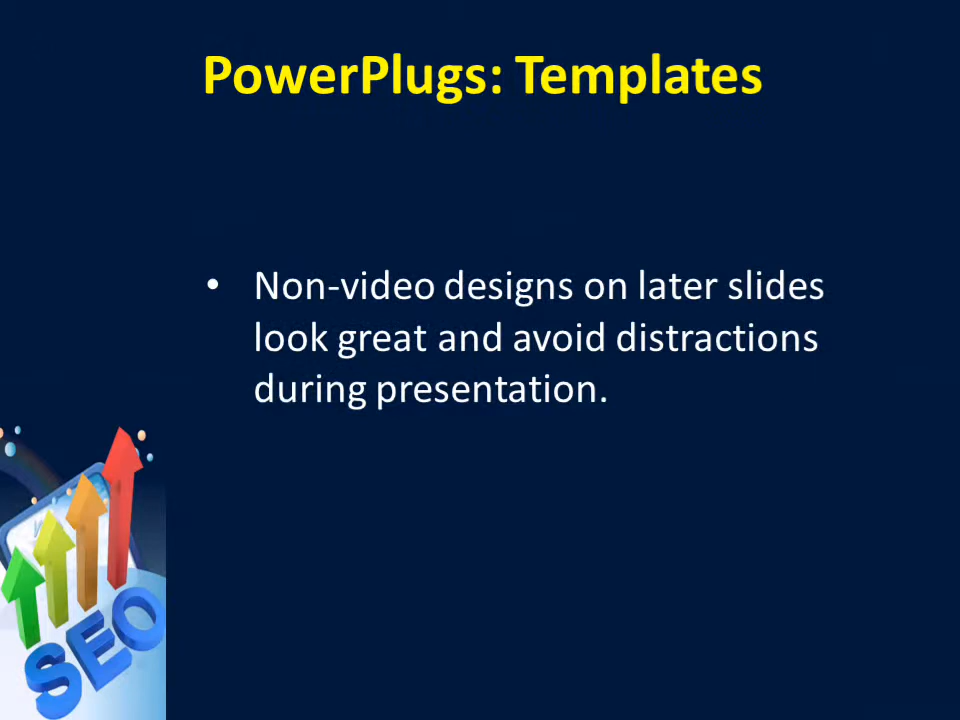 PowerPlugs: Templates
• Non-video designs on later slides
look great and avoid distractions
during presentation.
SEO